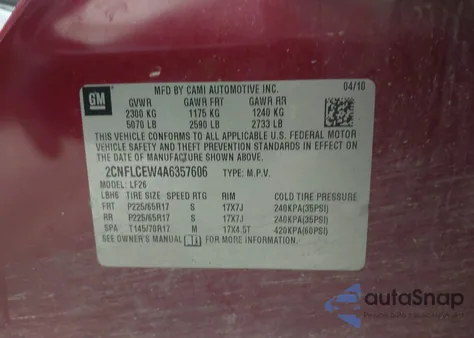 GM
MFD BY CAMI AUTOMOTIVE INC. 04/10
GVWR GAWR FRT GAWR RR
2300 KG 1175 KG 1240 KG
5070 LB 2590 LB 2733 LB
THIS VEHICLE CONFORMS TO ALL APPLICABLE U.S. FEDERAL MOTOR
VEHICLE SAFETY AND THEFT PREVENTION STANDARDS IN EFFECT ON
THE DATE OF MANUFACTURE SHOWN ABOVE.
2CNFLCEW4A6357606 TYPE: M.P.V.
MODEL: LF26
LBH6 TIRE SIZE SPEED RTG RIM COLD TIRE PRESSURE
FRT P225/65R17 S 17X7J 240KPA(35PSI)
RR P225/65R17 S 17X7J 240KPA(35PSI)
SPA T145/70R17 M 17X4.5T 420KPA(60PSI)
SEE OWNER'S MANUAL FOR MORE INFORMATION.
autoSnap